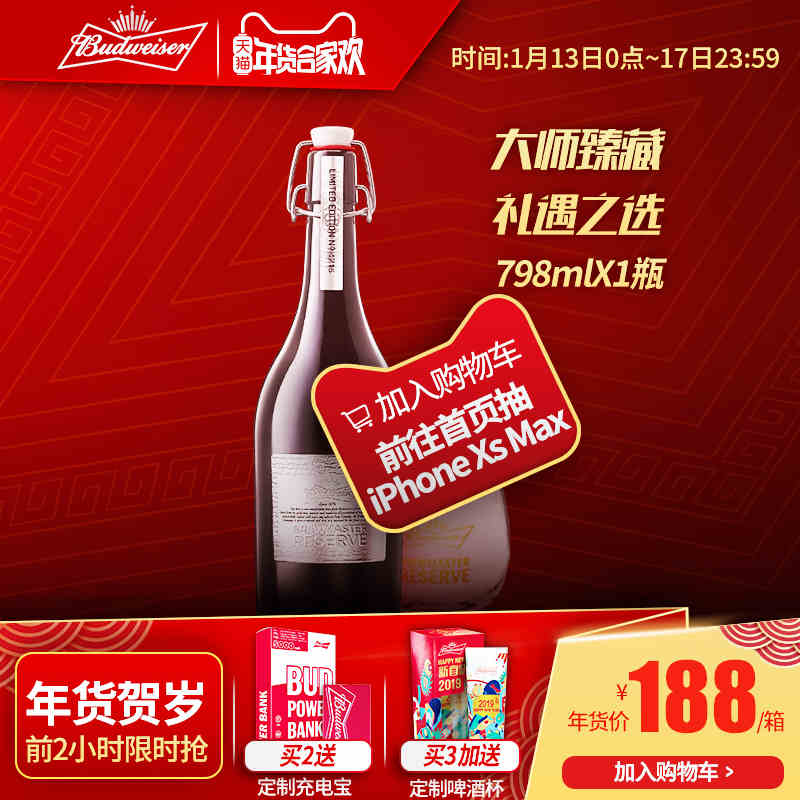 Budweiser
天猫
年货合家欢
时间:1月13日0点~17日23:59
大师臻藏
礼遇之选
798mlX1瓶
LIMITED EDITION
加入购物车
前往首页抽
iPhone Xs Max
BREWMASTER
RESERVE
RESERVE
年货贺岁
前2小时限时抢
5000
BUD
POWER
BANK
Budweiser
买2送
定制充电宝
HAPPY NEW
2019
2019
买3加送
定制啤酒杯
¥188/箱
年货价
加入购物车 >